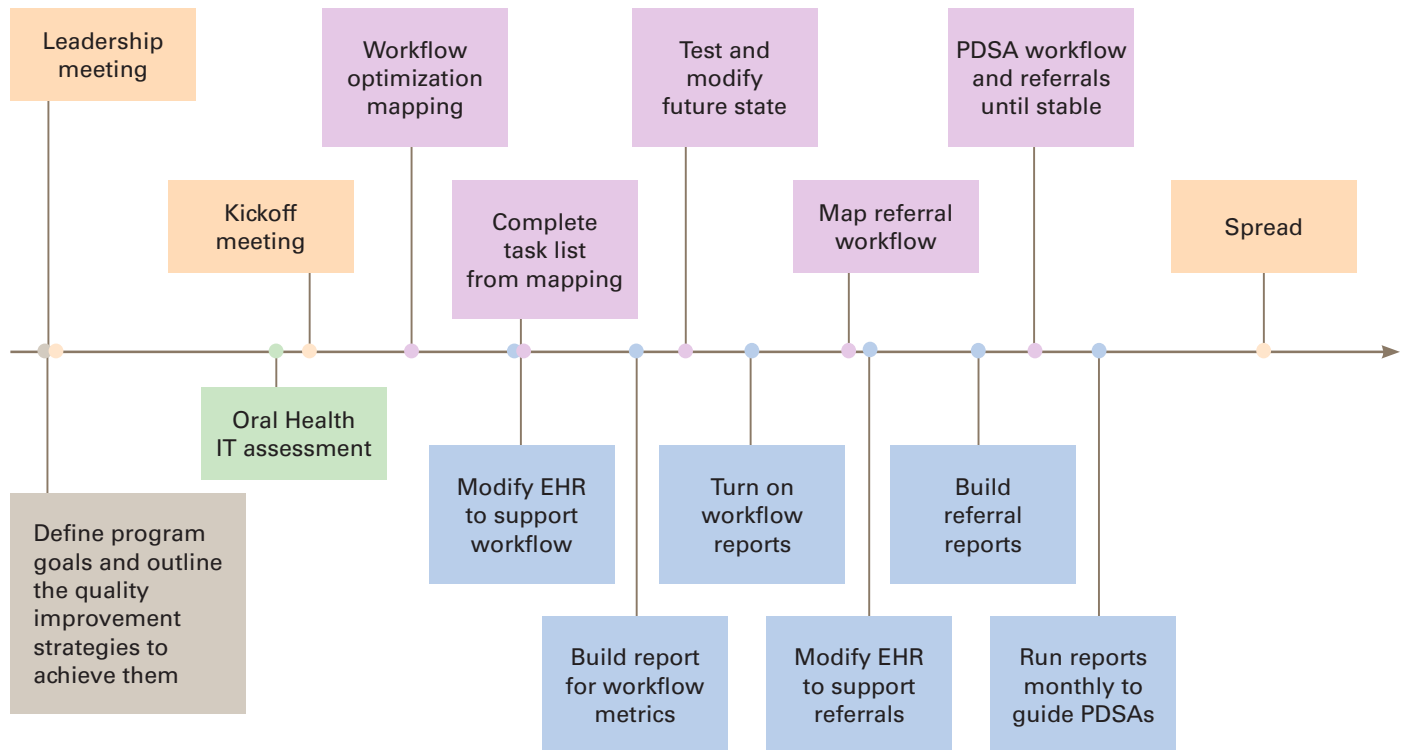 Leadership
meeting
Workflow
optimization
mapping
Test and
modify
future state
PDSA workflow
and referrals
until stable
Kickoff
meeting
Complete
task list
from mapping
Map referral
workflow
Spread
Oral Health
IT assessment
Define program
goals and outline
the quality
improvement
strategies to
achieve them
Modify EHR
to support
workflow
Turn on
workflow
reports
Build
referral
reports
Build report
for workflow
metrics
Modify EHR
to support
referrals
Run reports
monthly to
guide PDSAs